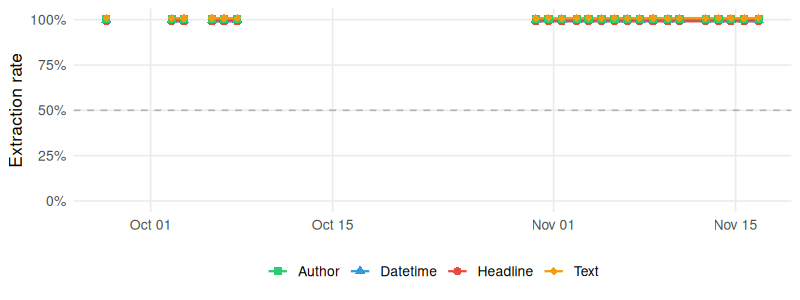 Extraction rate
100%
75%
50%
25%
0%
Oct 01 Oct 15 Nov 01 Nov 15
Author Datetime Headline Text